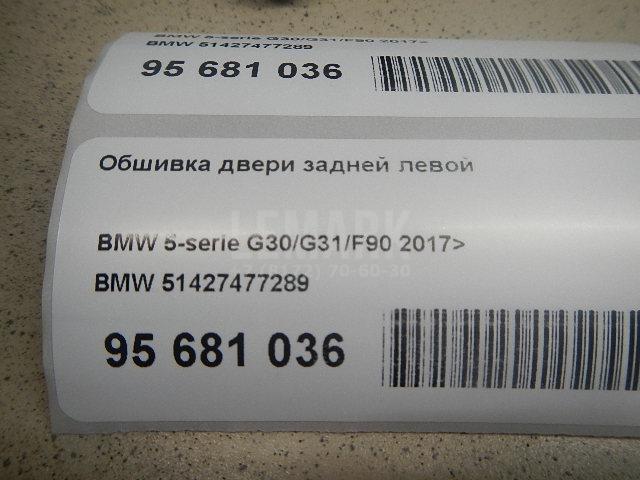 BMW 5-serie G30/G31/F90 2017>
BMW 51427477289
95 681 036
Обшивка двери задней левой
LEMARK
BMW 5-serie G30/G31/F90 2017>
70-60-30
BMW 51427477289
95 681 036